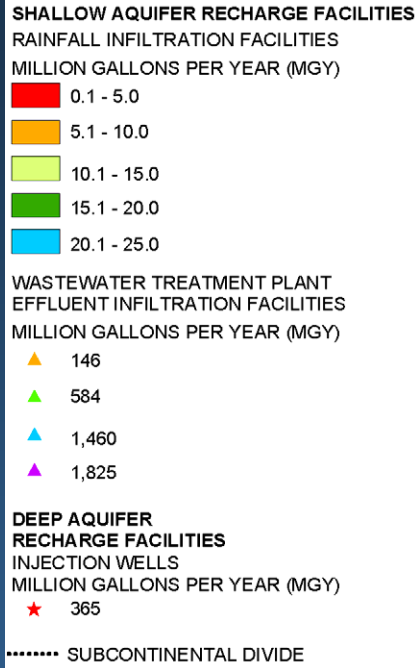 SHALLOW AQUIFER RECHARGE FACILITIES
RAINFALL INFILTRATION FACILITIES
MILLION GALLONS PER YEAR (MGY)
0.1 - 5.0
5.1 - 10.0
10.1 - 15.0
15.1 - 20.0
20.1 - 25.0
WASTEWATER TREATMENT PLANT
EFFLUENT INFILTRATION FACILITIES
MILLION GALLONS PER YEAR (MGY)
146
584
1,460
1,825
DEEP AQUIFER
RECHARGE FACILITIES
INJECTION WELLS
MILLION GALLONS PER YEAR (MGY)
365
SUBCONTINENTAL DIVIDE